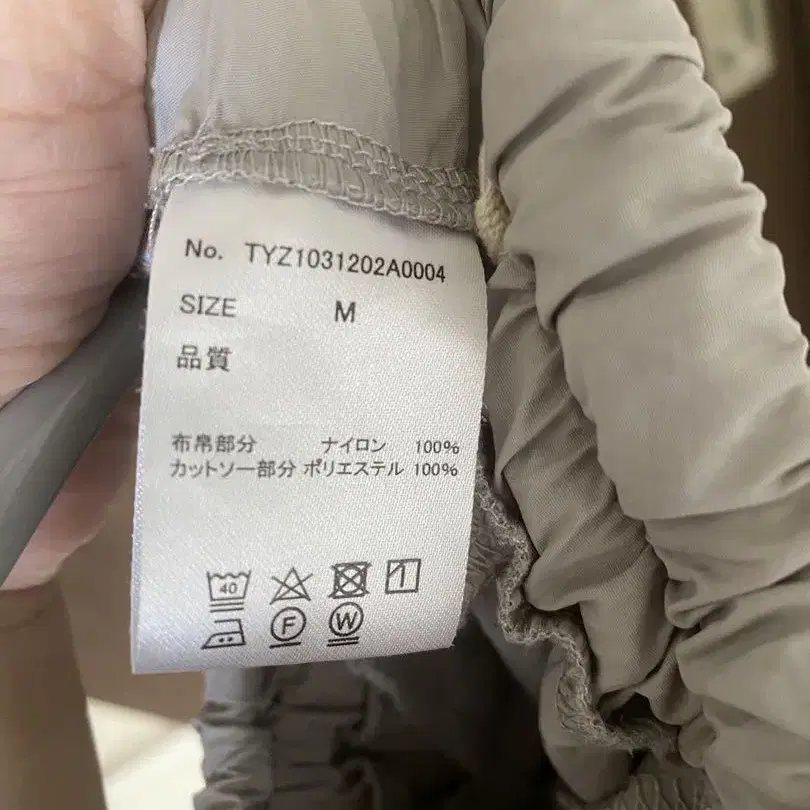 No. TYZ1031202A0004
SIZE M
品質
布帛部分 ナイロン 100%
カットソー部分 ポリエステル 100%
40
F W